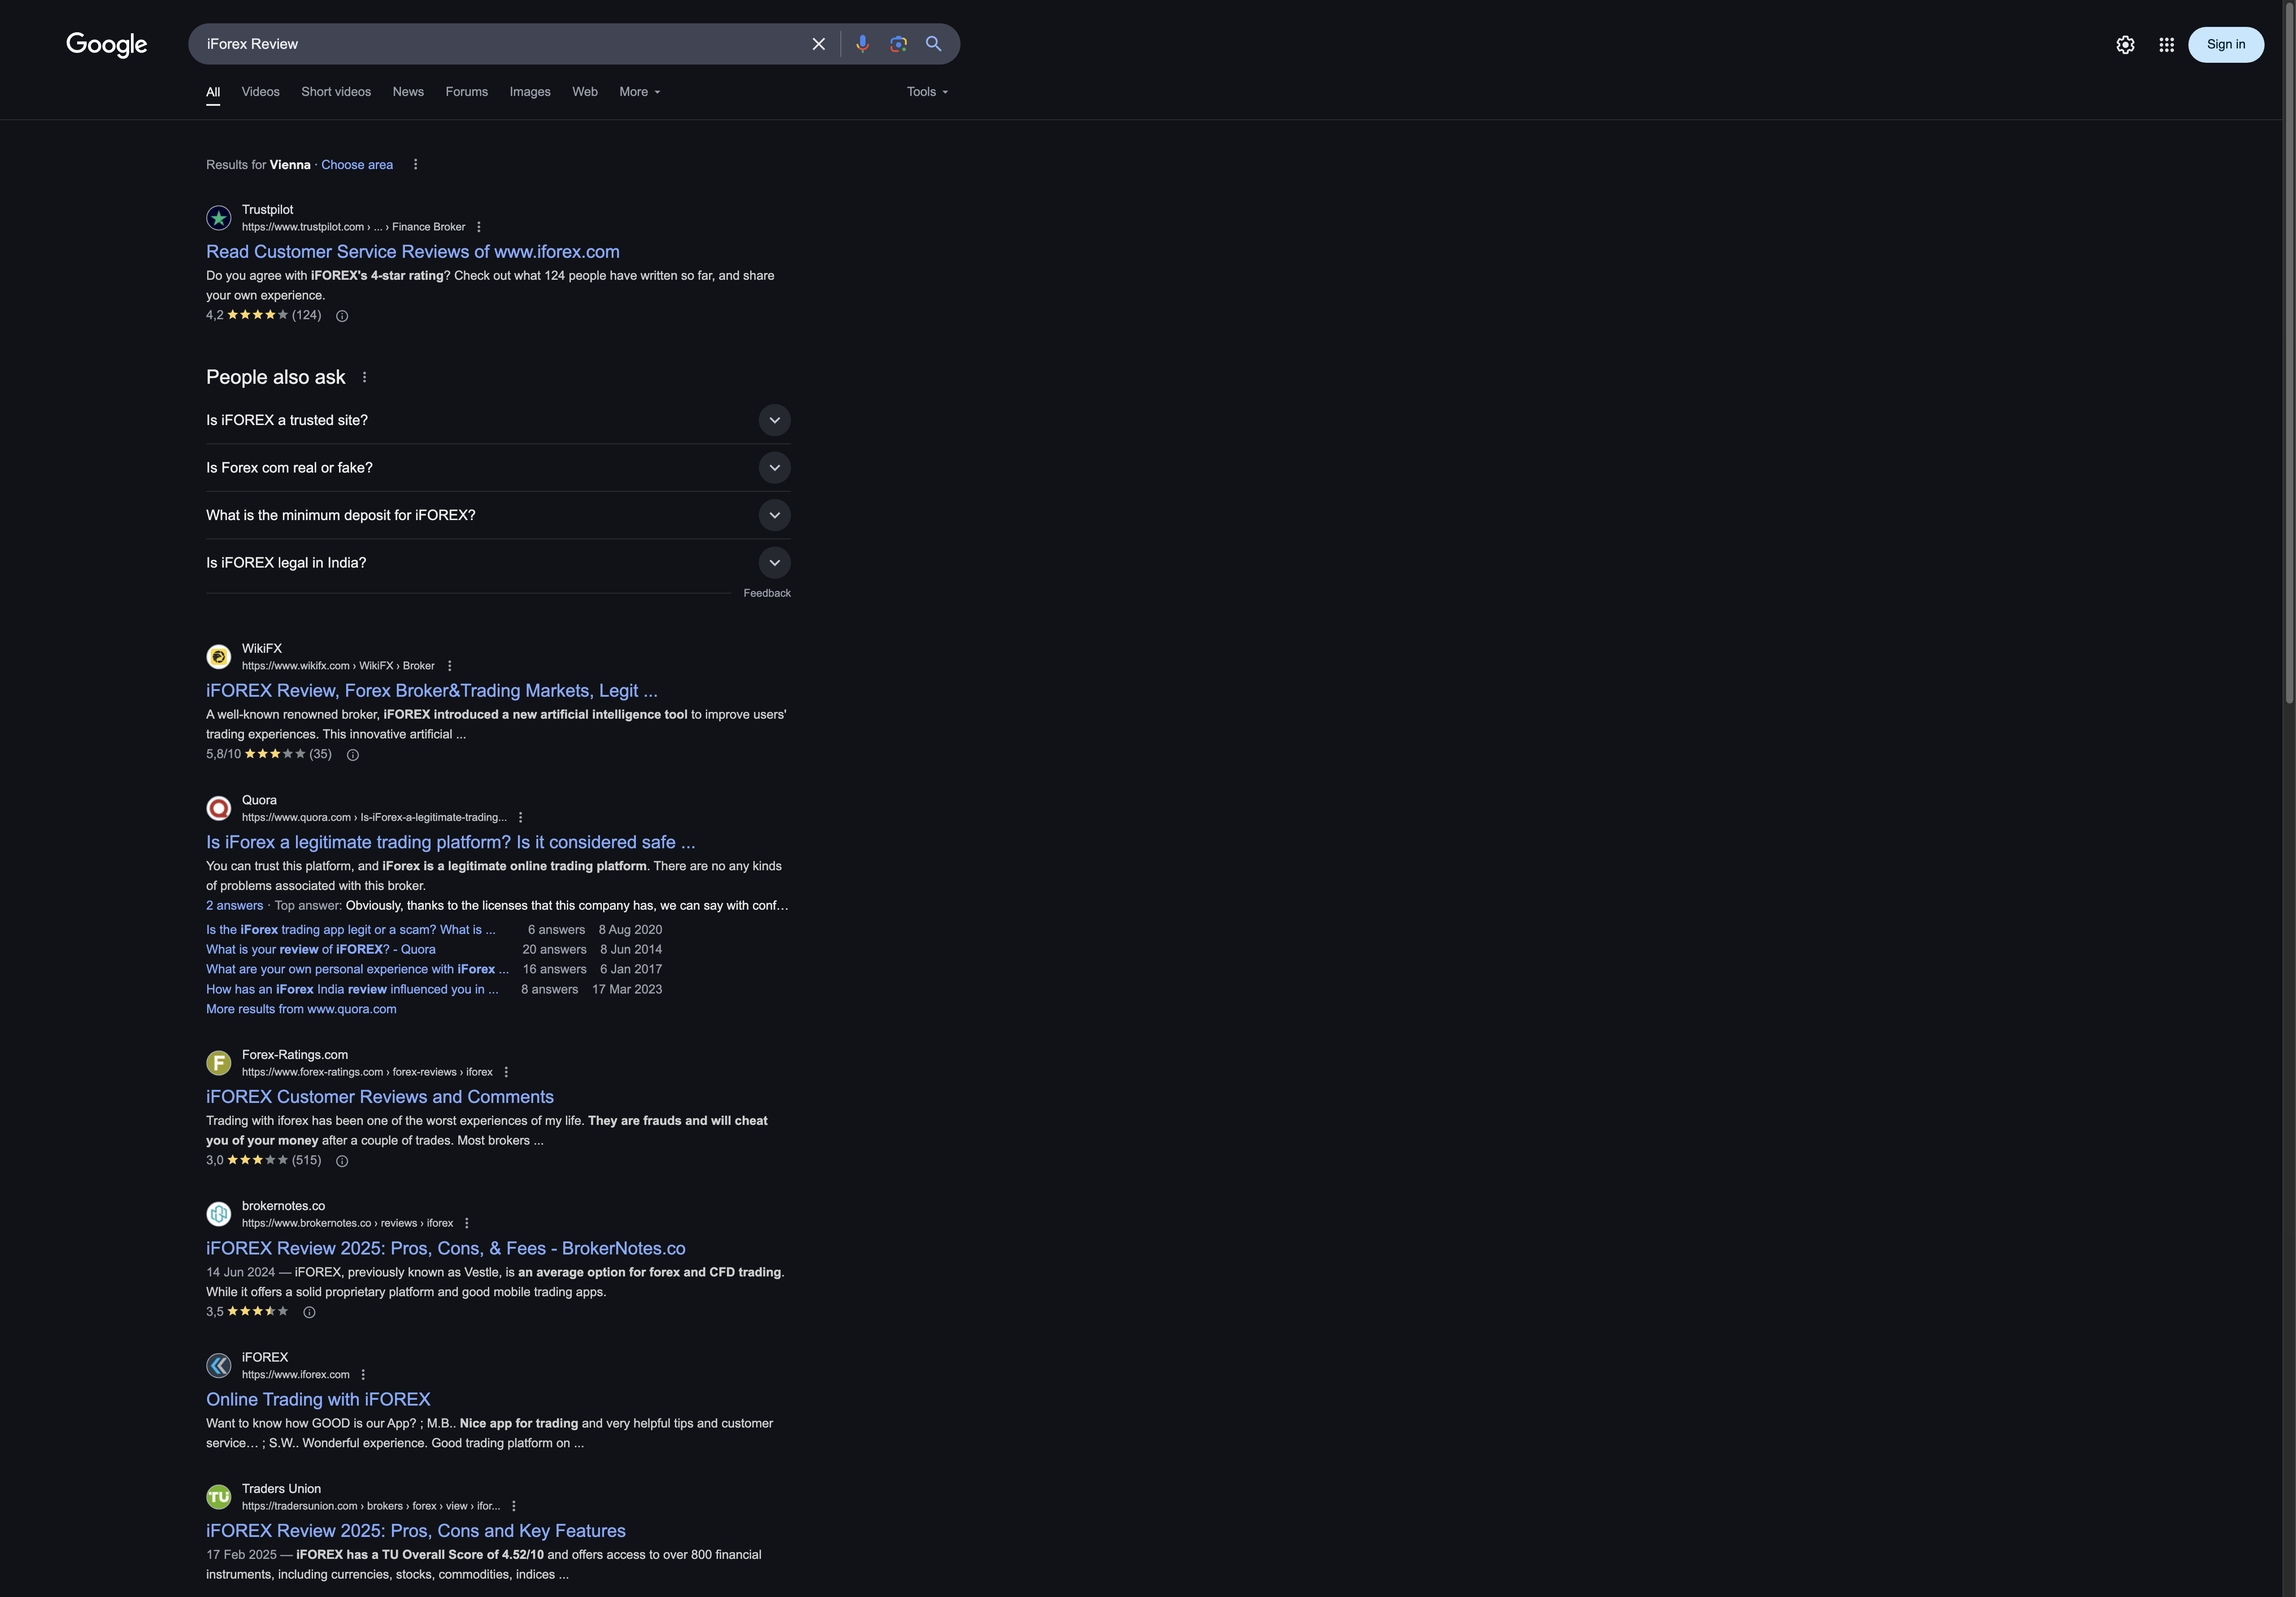 Google
iForex Review
Sign in
All Videos Short videos News Forums Images Web More Tools
Results for Vienna · Choose area
Trustpilot
https://www.trustpilot.com › ... › Finance Broker
Read Customer Service Reviews of www.iforex.com
Do you agree with iFOREX's 4-star rating? Check out what 124 people have written so far, and share
your own experience.
4,2 (124)
People also ask
Is iFOREX a trusted site?
Is Forex com real or fake?
What is the minimum deposit for iFOREX?
Is iFOREX legal in India?
Feedback
WikiFX
https://www.wikifx.com › WikiFX › Broker
iFOREX Review, Forex Broker&Trading Markets, Legit ...
A well-known renowned broker, iFOREX introduced a new artificial intelligence tool to improve users'
trading experiences. This innovative artificial ...
5,8/10 (35)
Quora
https://www.quora.com › Is-iForex-a-legitimate-trading...
Is iForex a legitimate trading platform? Is it considered safe ...
You can trust this platform, and iForex is a legitimate online trading platform. There are no any kinds
of problems associated with this broker.
2 answers · Top answer: Obviously, thanks to the licenses that this company has, we can say with conf...
Is the iForex trading app legit or a scam? What is ... 6 answers 8 Aug 2020
What is your review of iFOREX? - Quora 20 answers 8 Jun 2014
What are your own personal experience with iForex ... 16 answers 6 Jan 2017
How has an iForex India review influenced you in ... 8 answers 17 Mar 2023
More results from www.quora.com
F
Forex-Ratings.com
https://www.forex-ratings.com › forex-reviews › iforex
iFOREX Customer Reviews and Comments
Trading with iforex has been one of the worst experiences of my life. They are frauds and will cheat
you of your money after a couple of trades. Most brokers ...
3,0 (515)
brokernotes.co
https://www.brokernotes.co › reviews › iforex
iFOREX Review 2025: Pros, Cons, & Fees - BrokerNotes.co
14 Jun 2024 — iFOREX, previously known as Vestle, is an average option for forex and CFD trading.
While it offers a solid proprietary platform and good mobile trading apps.
3,5
iFOREX
https://www.iforex.com
Online Trading with iFOREX
Want to know how GOOD is our App? ; M.B.. Nice app for trading and very helpful tips and customer
service… ; S.W.. Wonderful experience. Good trading platform on ...
TU
Traders Union
https://tradersunion.com › brokers › forex › view › ifor...
iFOREX Review 2025: Pros, Cons and Key Features
17 Feb 2025 — iFOREX has a TU Overall Score of 4.52/10 and offers access to over 800 financial
instruments, including currencies, stocks, commodities, indices ...